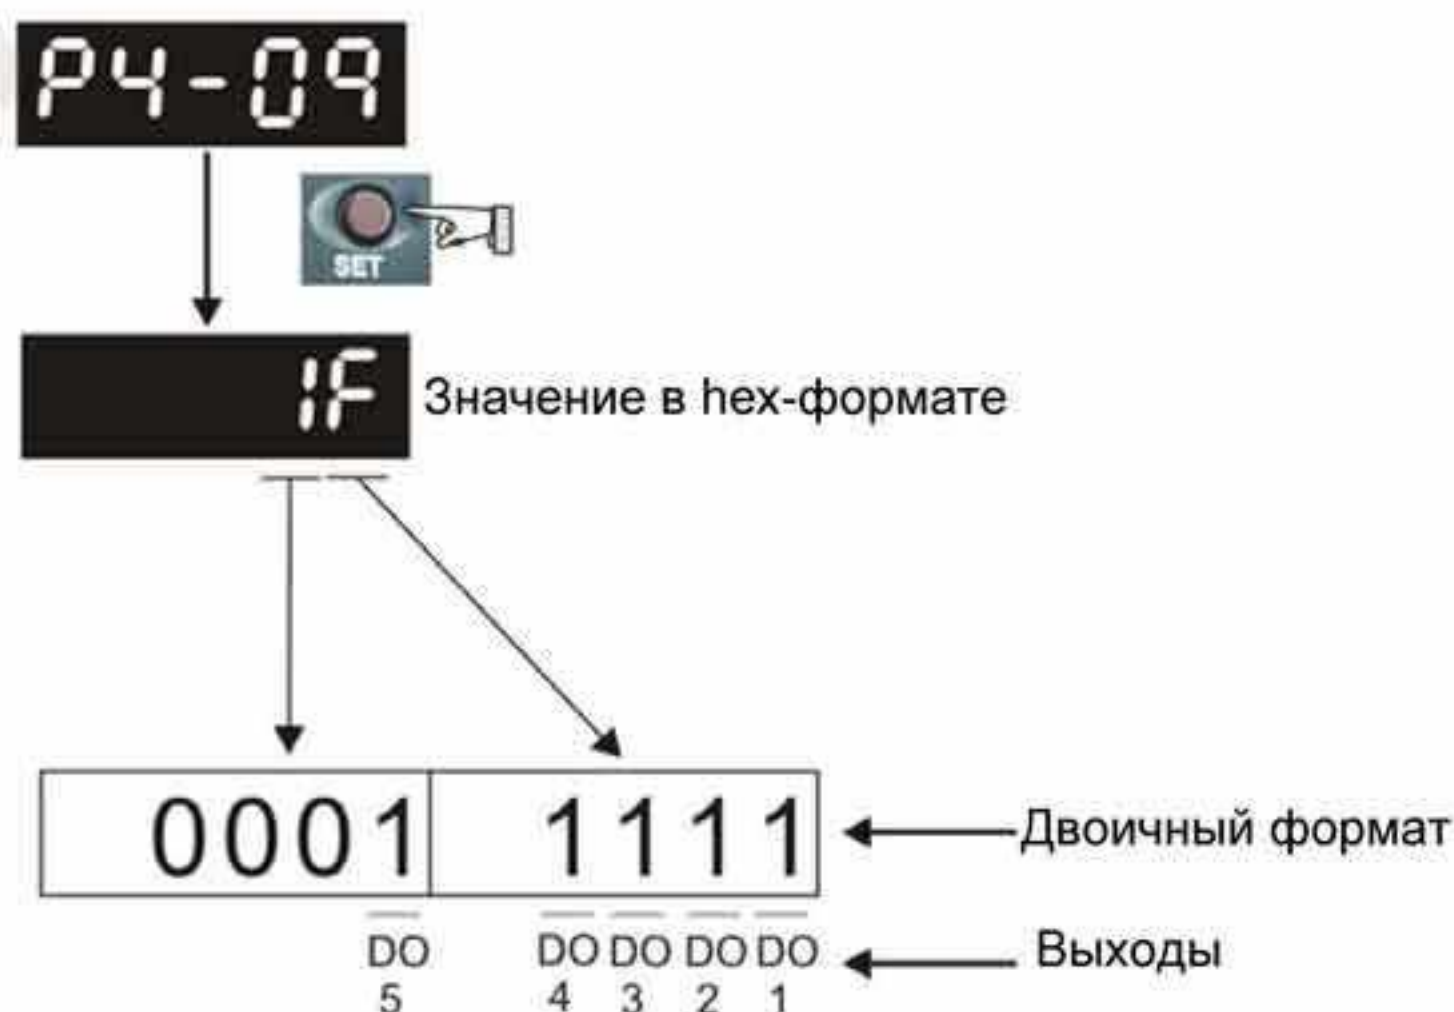 P4-09
SET
1F
Значение в hex-формате
0001 1111
Двоичный формат
DO DO DO DO DO
5 4 3 2 1
Выходы